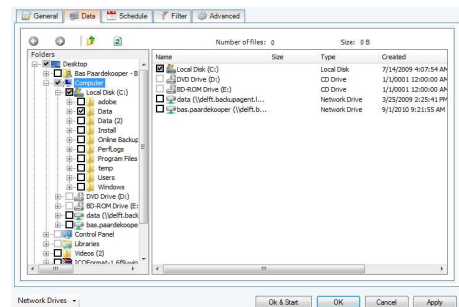 General Data Schedule Filter Advanced
Number of files: 0 Size: 0 B
Folders
Desktop
Bas Paardekooper - B
Computer
Local Disk (C:)
adobe
Data
Data (2)
Install
Online Backup
PerfLogs
Program Files
temp
Users
Windows
DVD Drive (D:)
BD-ROM Drive (E:
data (\\delft.back
bas.paardekoope
Control Panel
Libraries
Videos (2)
Name Size Type Created
Local Disk (C:) Local Disk 7/14/2009 4:07:54 AM
DVD Drive (D:) CD Drive 1/1/0001 12:00:00 AM
BD-ROM Drive (E:) CD Drive 1/1/0001 12:00:00 AM
data (\\delft.backupagent.l... Network Drive 3/25/2009 2:25:41 PM
bas.paardekooper (\\delft.b... Network Drive 9/1/2010 9:21:55 AM
Network Drives
Ok & Start OK Cancel Apply